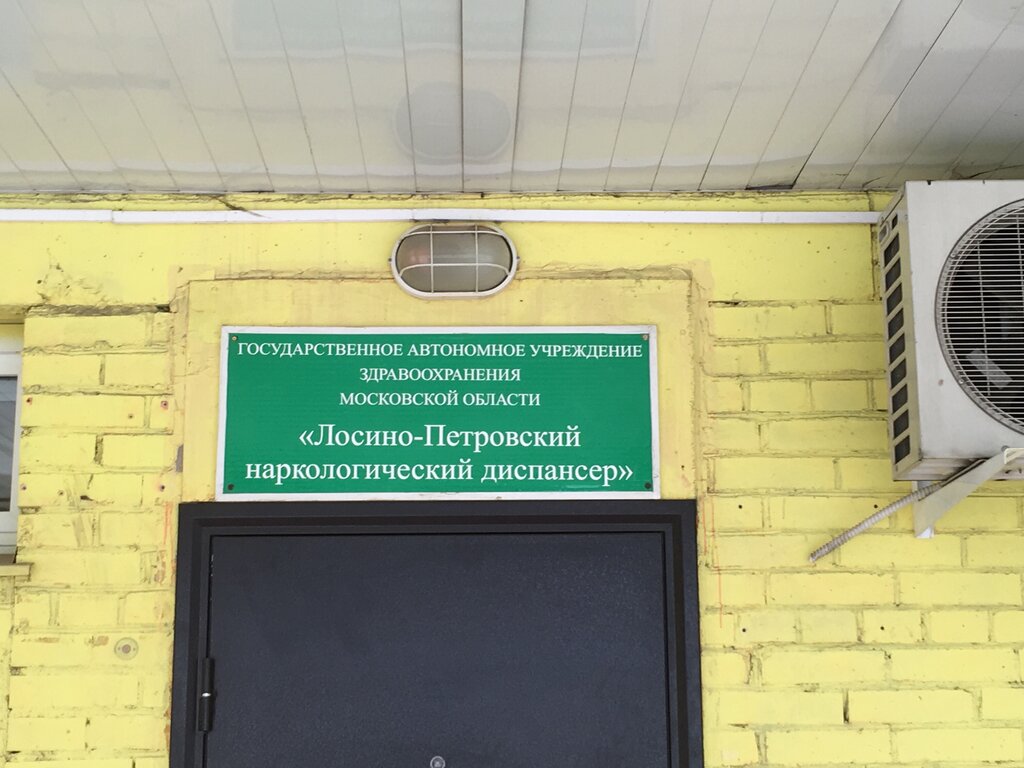 ГОСУДАРСТВЕННОЕ АВТОНОМНОЕ УЧРЕЖДЕНИЕ
ЗДРАВООХРАНЕНИЯ
МОСКОВСКОЙ ОБЛАСТИ
«Лосино-Петровский
наркологический диспансер»